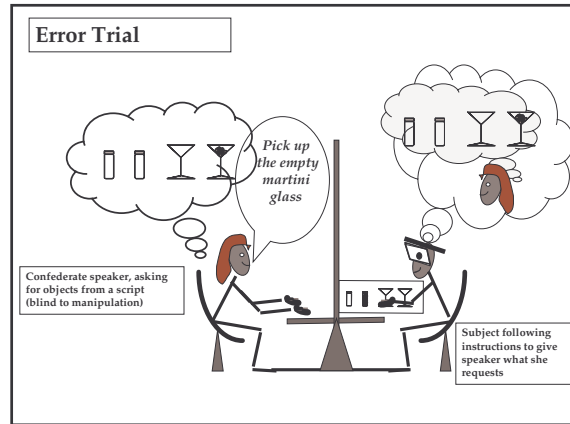 Error Trial
Pick up
the empty
martini
glass
Confederate speaker, asking
for objects from a script
(blind to manipulation)
Subject following
instructions to give
speaker what she
requests